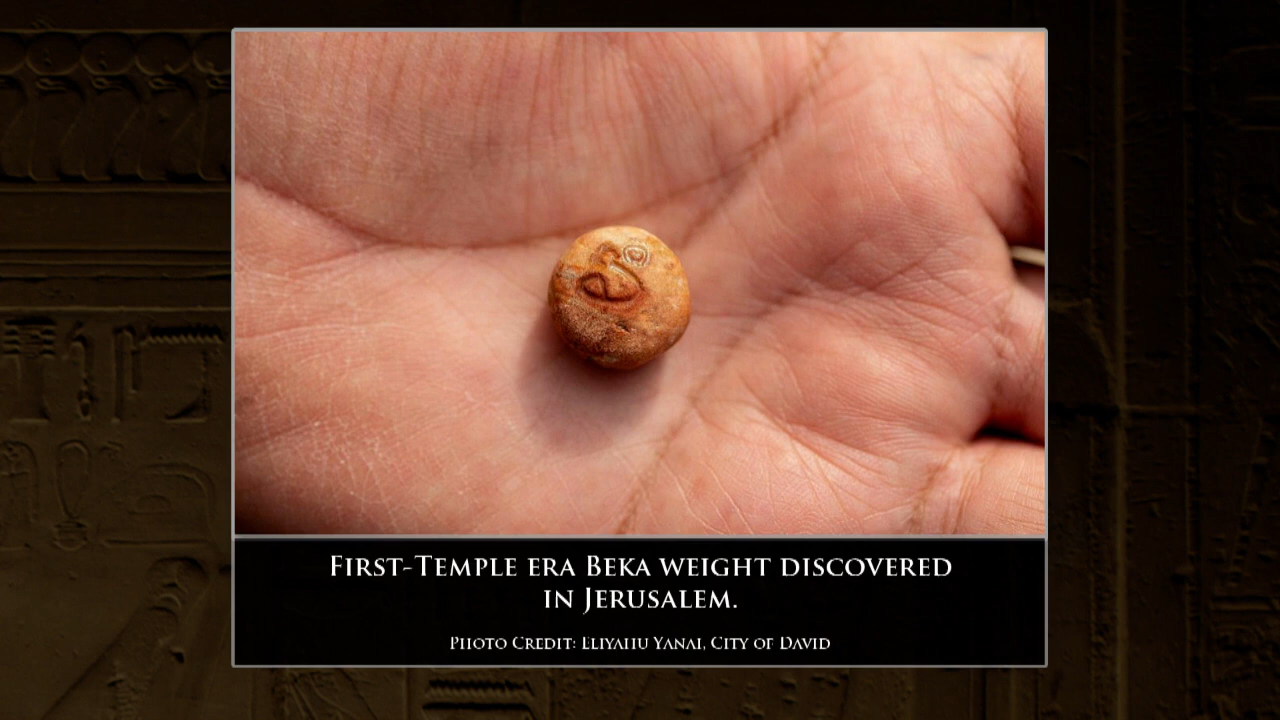 First-Temple era Beka weight discovered
in Jerusalem.
Photo Credit: Eliyahu Yanai, City of David